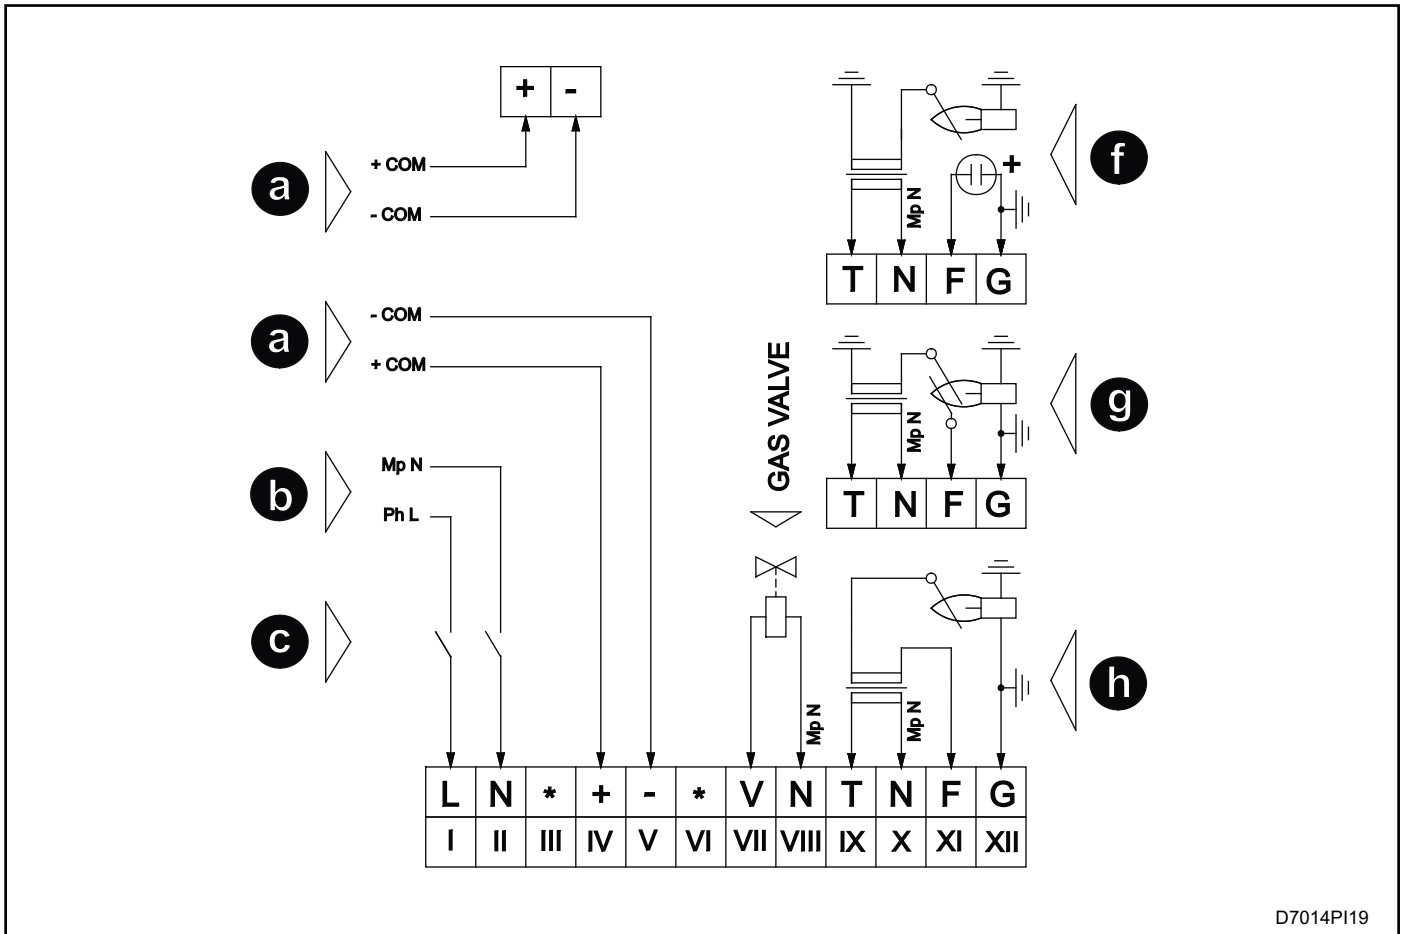 + -
a
+ COM
- COM
a
- COM
+ COM
b
Mp N
Ph L
c
GAS VALVE
Mp N
+
Mp N
T N F G
f
Mp N
T N F G
g
Mp N
h
L N * + - * V N T N F G
I II III IV V VI VII VIII IX X XI XII
D7014PI19